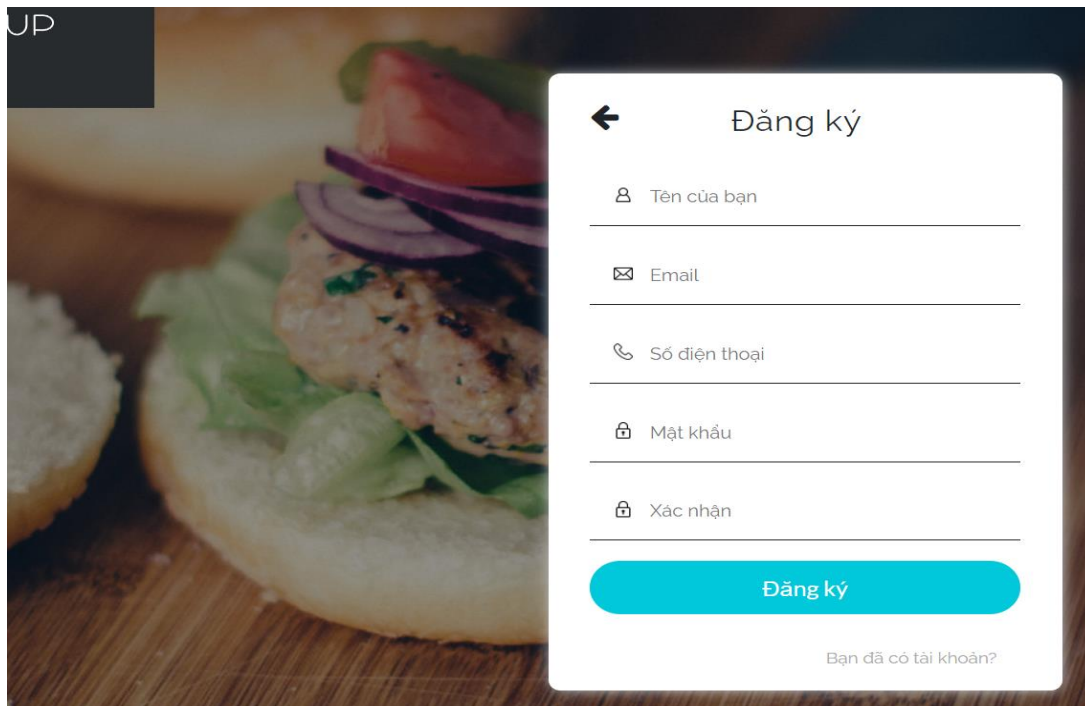 UP
Đăng ký
Tên của bạn
Email
Số điện thoại
Mật khẩu
Xác nhận
Đăng ký
Bạn đã có tài khoản?